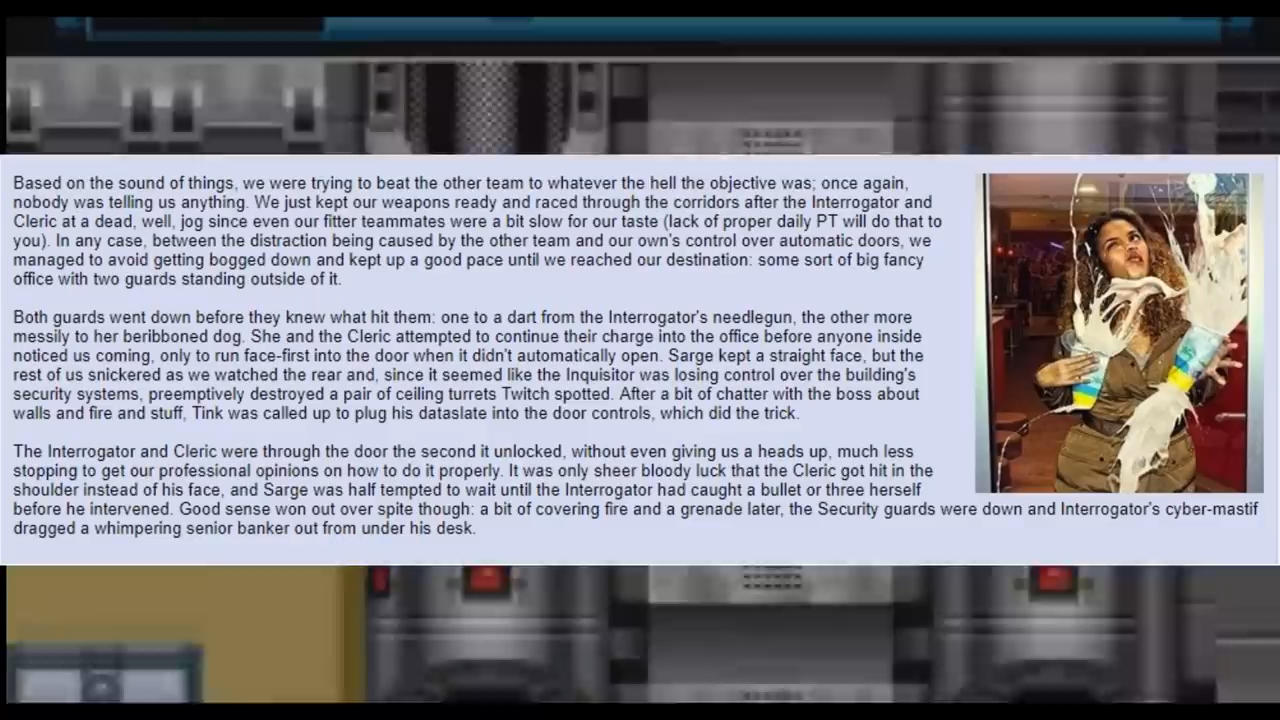 Based on the sound of things, we were trying to beat the other team to whatever the hell the objective was; once again,
nobody was telling us anything. We just kept our weapons ready and raced through the corridors after the Interrogator and
Cleric at a dead, well, jog since even our fitter teammates were a bit slow for our taste (lack of proper daily PT will do that to
you). In any case, between the distraction being caused by the other team and our own's control over automatic doors, we
managed to avoid getting bogged down and kept up a good pace until we reached our destination: some sort of big fancy
office with two guards standing outside of it.
Both guards went down before they knew what hit them: one to a dart from the Interrogator's needlegun, the other more
messily to her beribboned dog. She and the Cleric attempted to continue their charge into the office before anyone inside
noticed us coming, only to run face-first into the door when it didn't automatically open. Sarge kept a straight face, but the
rest of us snickered as we watched the rear and, since it seemed like the Inquisitor was losing control over the building's
security systems, preemptively destroyed a pair of ceiling turrets Twitch spotted. After a bit of chatter with the boss about
walls and fire and stuff, Tink was called up to plug his dataslate into the door controls, which did the trick.
The Interrogator and Cleric were through the door the second it unlocked, without even giving us a heads up, much less
stopping to get our professional opinions on how to do it properly. It was only sheer bloody luck that the Cleric got hit in the
shoulder instead of his face, and Sarge was half tempted to wait until the Interrogator had caught a bullet or three herself
before he intervened. Good sense won out over spite though: a bit of covering fire and a grenade later, the Security guards were down and Interrogator's cyber-mastif
dragged a whimpering senior banker out from under his desk.